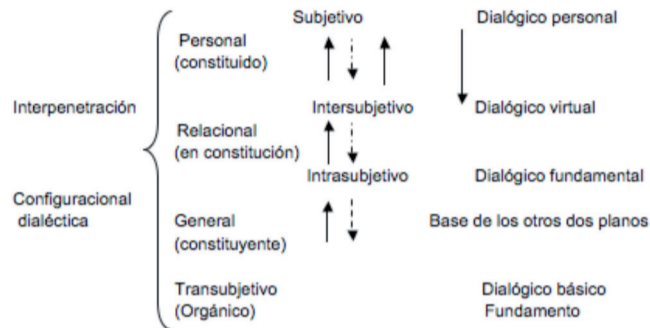 Subjetivo Dialógico personal
Personal
(constituido)
Interpenetración Intersubjetivo Dialógico virtual
Relacional
(en constitución)
Intrasubjetivo Dialógico fundamental
Configuracional
dialéctica
General Base de los otros dos planos
(constituyente)
Transubjetivo Dialógico básico
(Orgánico) Fundamento